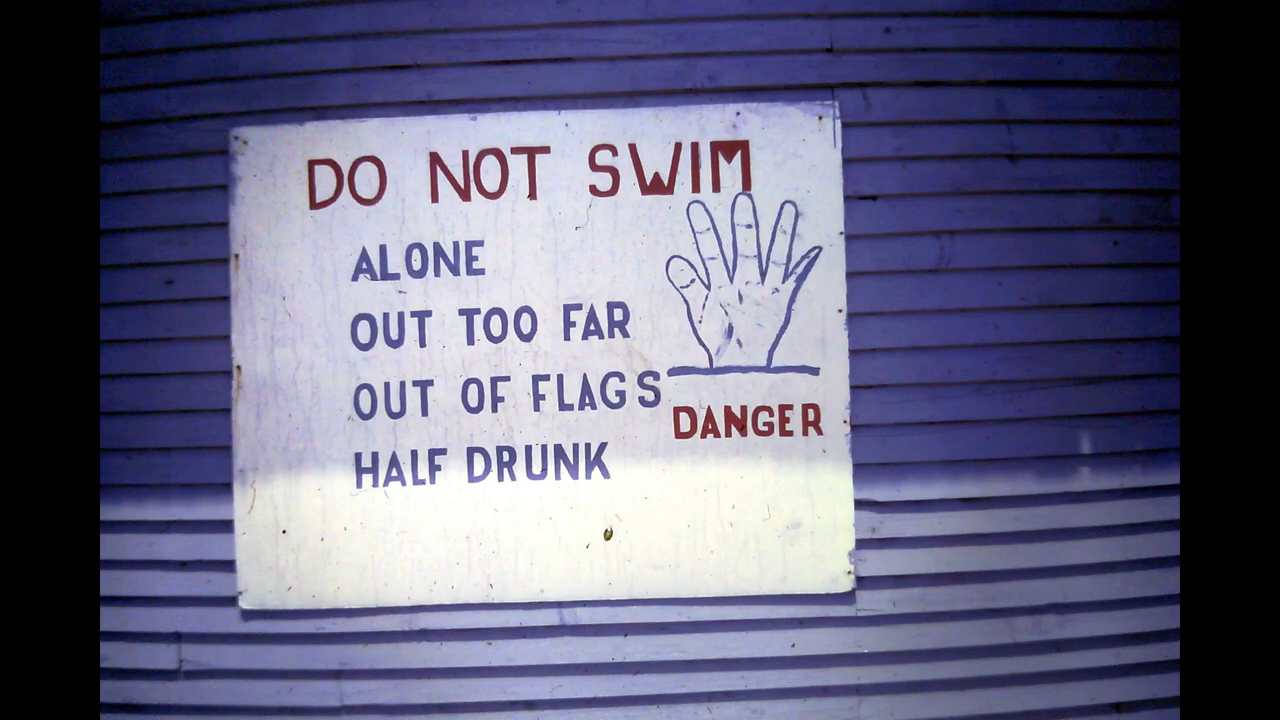 DO NOT SWIM
ALONE
OUT TOO FAR
OUT OF FLAGS
HALF DRUNK
DANGER